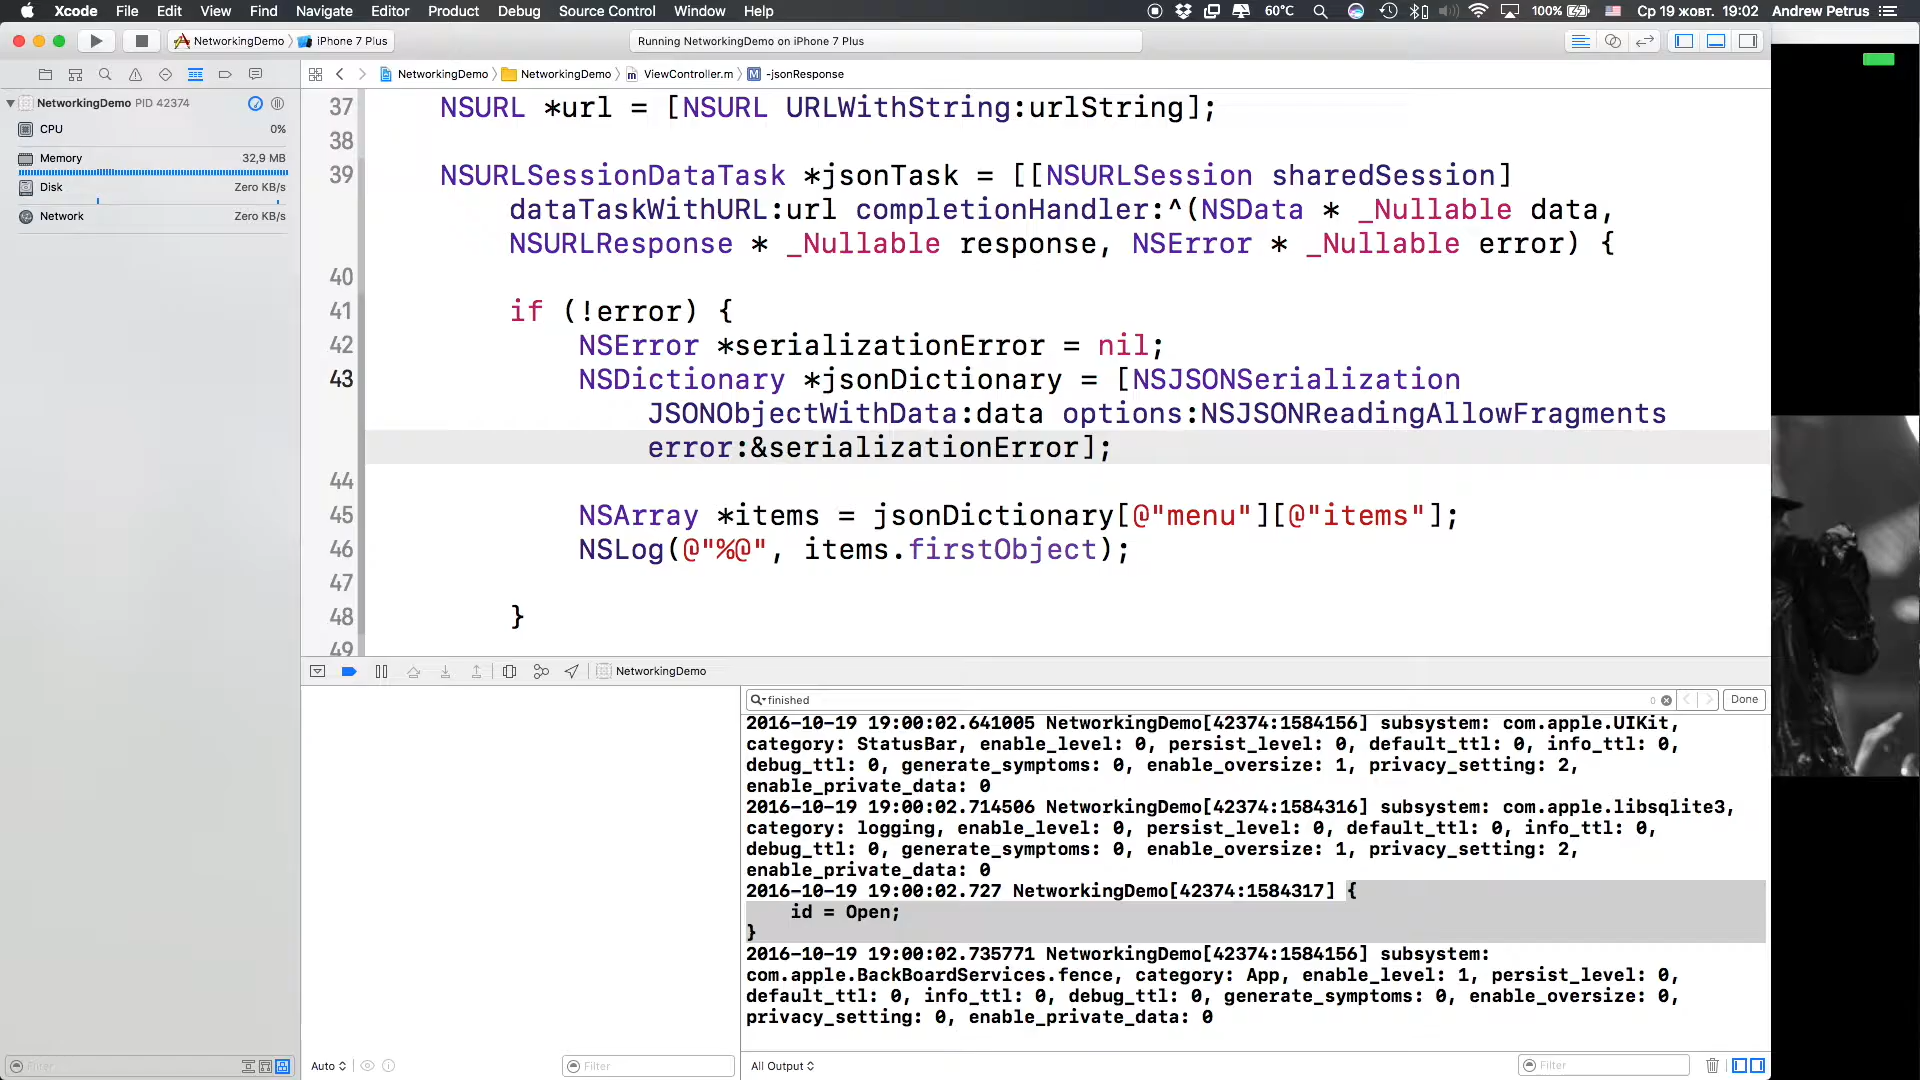 Xcode File Edit View Find Navigate Editor Product Debug Source Control Window Help 60°C 100% Ср 19 жовт. 19:02 Andrew Petrus
NetworkingDemo iPhone 7 Plus Running NetworkingDemo on iPhone 7 Plus
NetworkingDemo NetworkingDemo ViewController.m M -jsonResponse
NetworkingDemo PID 42374
CPU 0%
Memory 32,9 MB
Disk Zero KB/s
Network Zero KB/s
37 NSURL *url = [NSURL URLWithString:urlString];
38
39 NSURLSessionDataTask *jsonTask = [[NSURLSession sharedSession]
dataTaskWithURL:url completionHandler:^(NSData * _Nullable data,
NSURLResponse * _Nullable response, NSError * _Nullable error) {
40
41 if (!error) {
42 NSError *serializationError = nil;
43 NSDictionary *jsonDictionary = [NSJSONSerialization
JSONObjectWithData:data options:NSJSONReadingAllowFragments
error:&serializationError];
44
45 NSArray *items = jsonDictionary[@"menu"][@"items"];
46 NSLog(@"%@", items.firstObject);
47
48 }
49
NetworkingDemo
finished 0 Done
2016-10-19 19:00:02.641005 NetworkingDemo[42374:1584156] subsystem: com.apple.UIKit,
category: StatusBar, enable_level: 0, persist_level: 0, default_ttl: 0, info_ttl: 0,
debug_ttl: 0, generate_symptoms: 0, enable_oversize: 1, privacy_setting: 2,
enable_private_data: 0
2016-10-19 19:00:02.714506 NetworkingDemo[42374:1584316] subsystem: com.apple.libsqlite3,
category: logging, enable_level: 0, persist_level: 0, default_ttl: 0, info_ttl: 0,
debug_ttl: 0, generate_symptoms: 0, enable_oversize: 1, privacy_setting: 2,
enable_private_data: 0
2016-10-19 19:00:02.727 NetworkingDemo[42374:1584317] {
id = Open;
}
2016-10-19 19:00:02.735771 NetworkingDemo[42374:1584156] subsystem:
com.apple.BackBoardServices.fence, category: App, enable_level: 1, persist_level: 0,
default_ttl: 0, info_ttl: 0, debug_ttl: 0, generate_symptoms: 0, enable_oversize: 0,
privacy_setting: 0, enable_private_data: 0
Filter Auto Filter All Output Filter